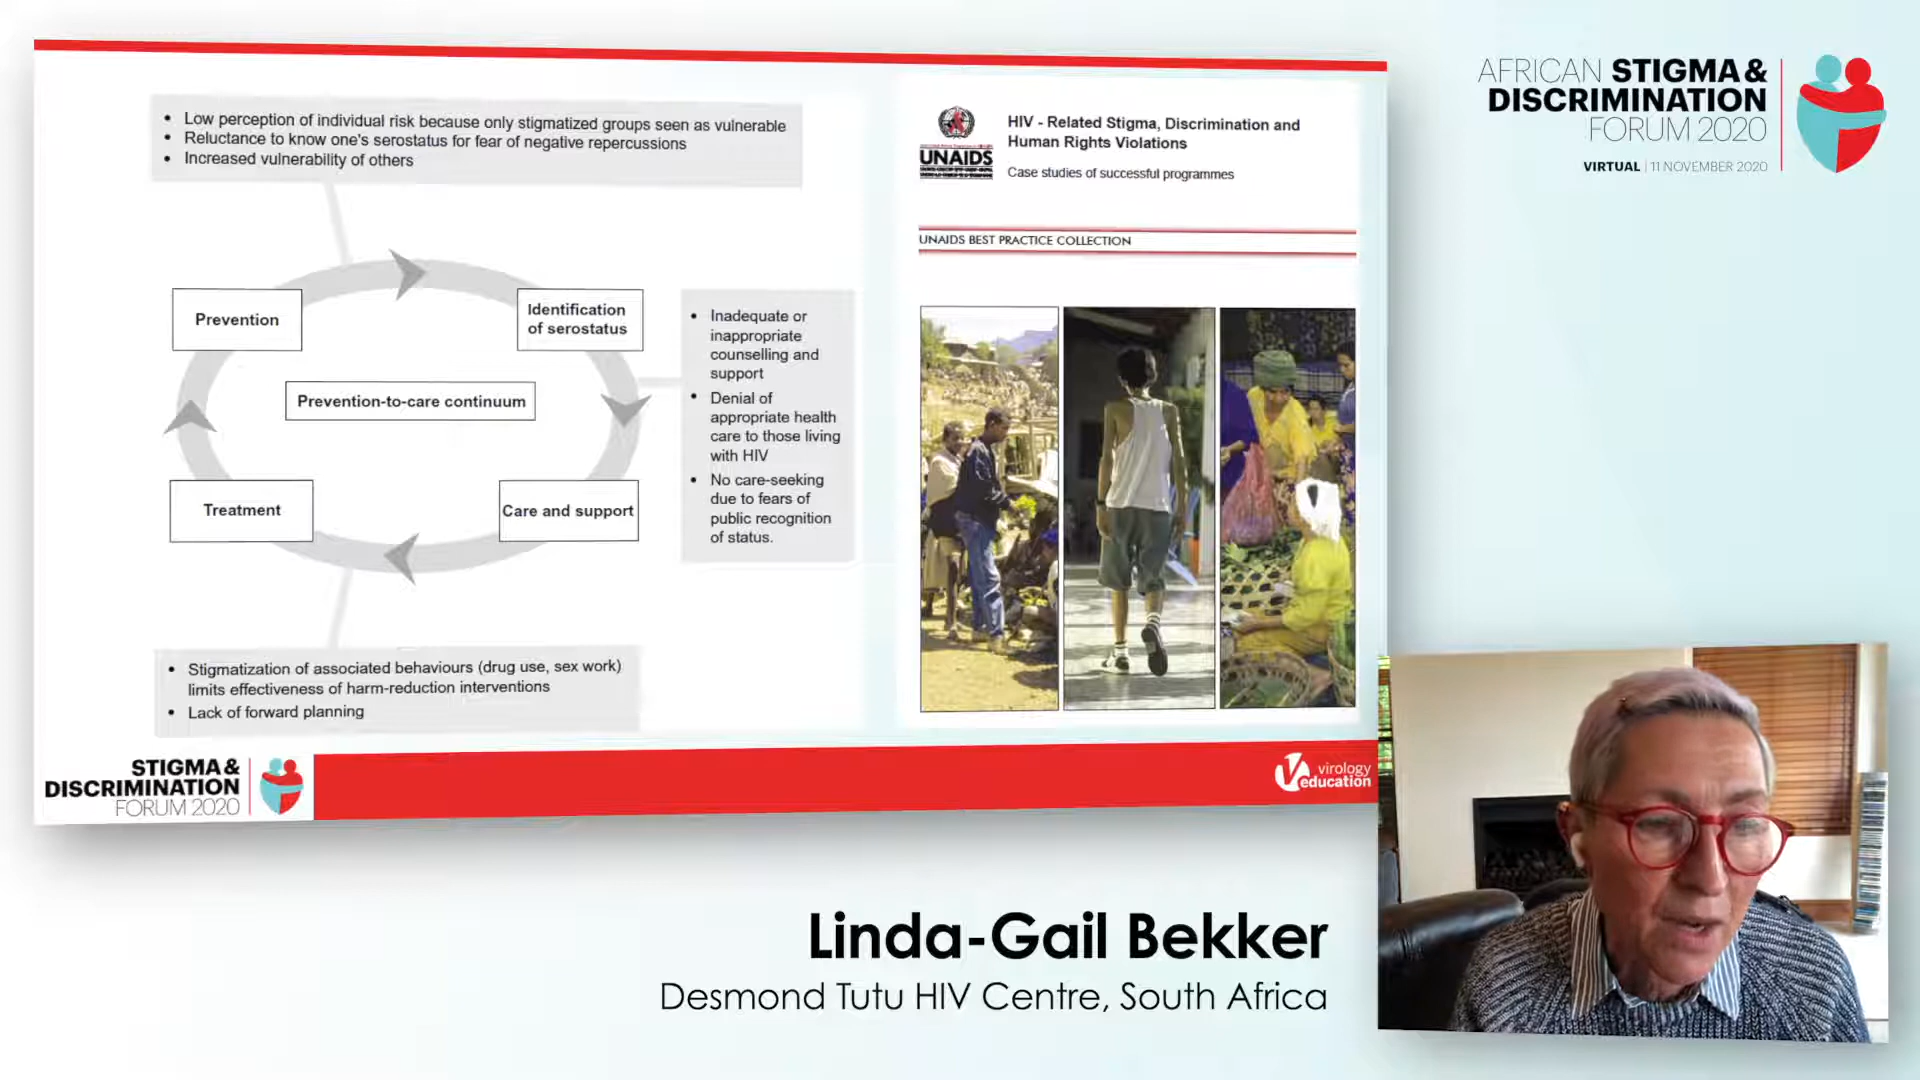 • Low perception of individual risk because only stigmatized groups seen as vulnerable
• Reluctance to know one's serostatus for fear of negative repercussions
• Increased vulnerability of others
Prevention
Identification
of serostatus
Prevention-to-care continuum
Treatment
Care and support
• Inadequate or
inappropriate
counselling and
support
• Denial of
appropriate health
care to those living
with HIV
• No care-seeking
due to fears of
public recognition
of status.
• Stigmatization of associated behaviours (drug use, sex work)
limits effectiveness of harm-reduction interventions
• Lack of forward planning
UNAIDS
HIV - Related Stigma, Discrimination and
Human Rights Violations
Case studies of successful programmes
UNAIDS BEST PRACTICE COLLECTION
STIGMA &
DISCRIMINATION
FORUM 2020
virology
education
AFRICAN STIGMA &
DISCRIMINATION
FORUM 2020
VIRTUAL | 11 NOVEMBER 2020
Linda-Gail Bekker
Desmond Tutu HIV Centre, South Africa